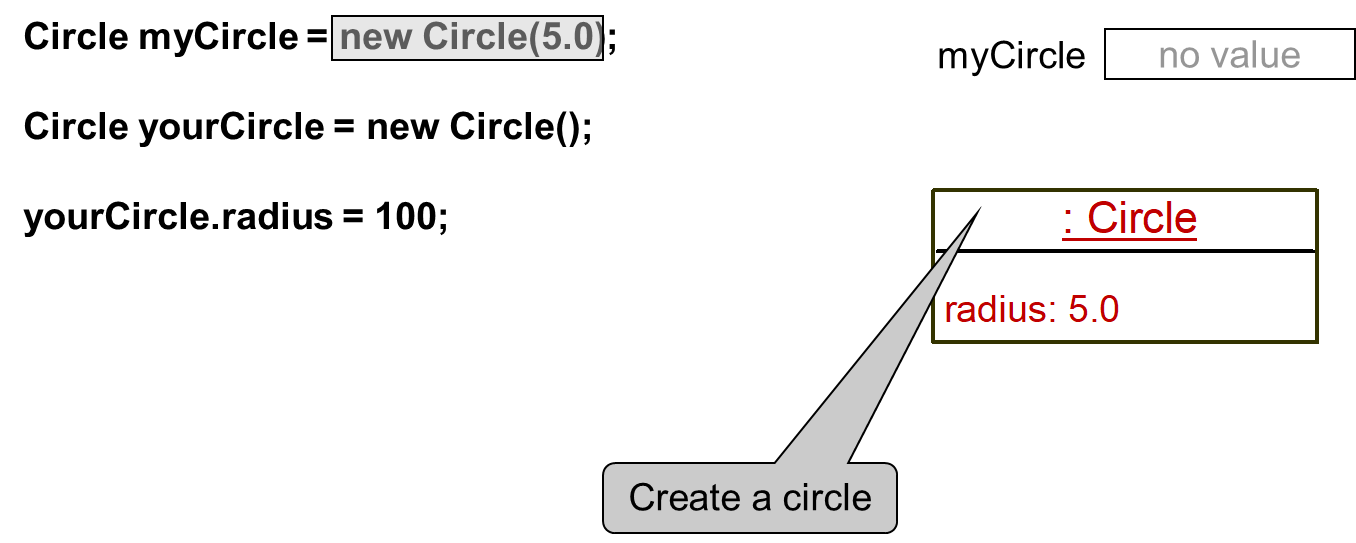 Circle myCircle = new Circle(5.0);
Circle yourCircle = new Circle();
yourCircle.radius = 100;
myCircle no value
: Circle
radius: 5.0
Create a circle